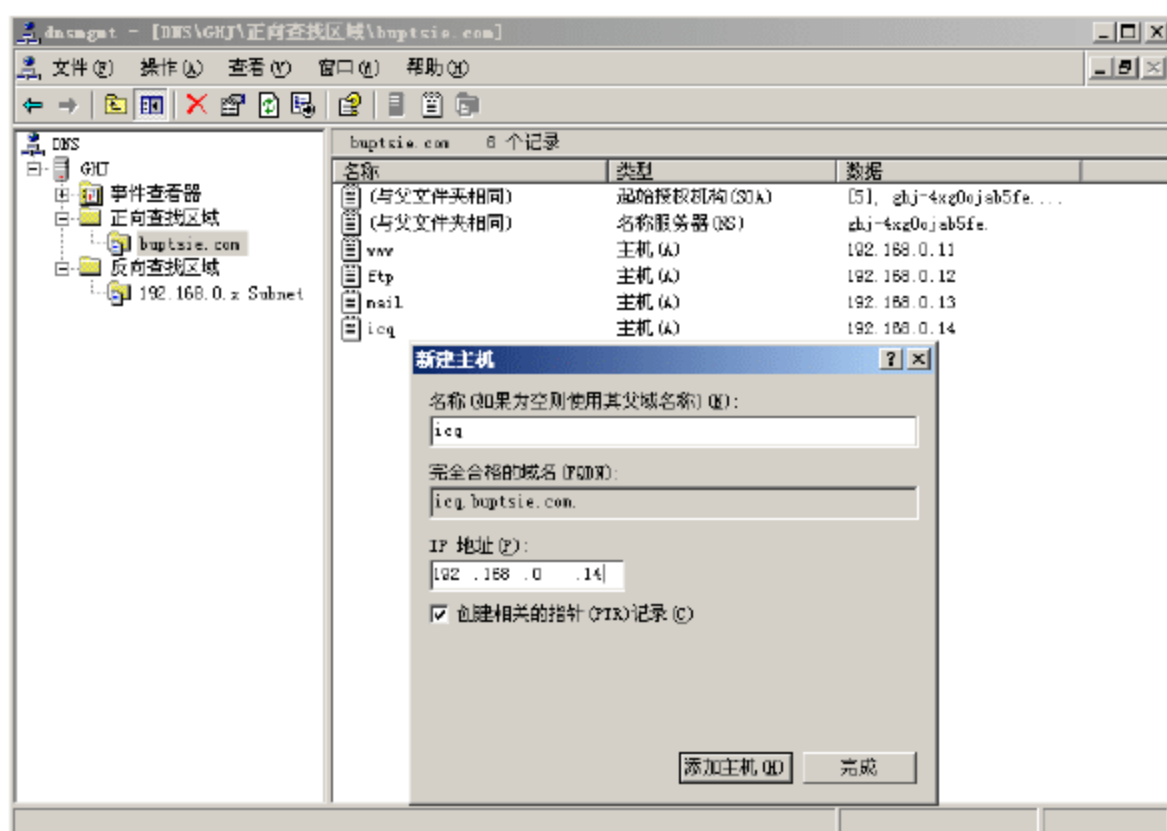 dnsmgmt - [DNS\GHJ\正向查找区域\buptsie.com]
文件(F) 操作(A) 查看(V) 窗口(W) 帮助(H)
DNS
GHJ
事件查看器
正向查找区域
buptsie.com
反向查找区域
192.168.0.x Subnet
buptsie.com 6 个记录
名称 类型 数据
(与父文件夹相同) 起始授权机构(SOA) [5], ghj-4xg0ojab5fe....
(与父文件夹相同) 名称服务器(NS) ghj-4xg0ojab5fe.
www 主机(A) 192.168.0.11
ftp 主机(A) 192.168.0.12
mail 主机(A) 192.168.0.13
icq 主机(A) 192.168.0.14
新建主机
名称(如果为空则使用其父域名称)(N):
icq
完全合格的域名(FQDN):
icq.buptsie.com.
IP 地址(P):
192 .168 .0 .14
创建相关的指针(PTR)记录(C)
添加主机(H) 完成